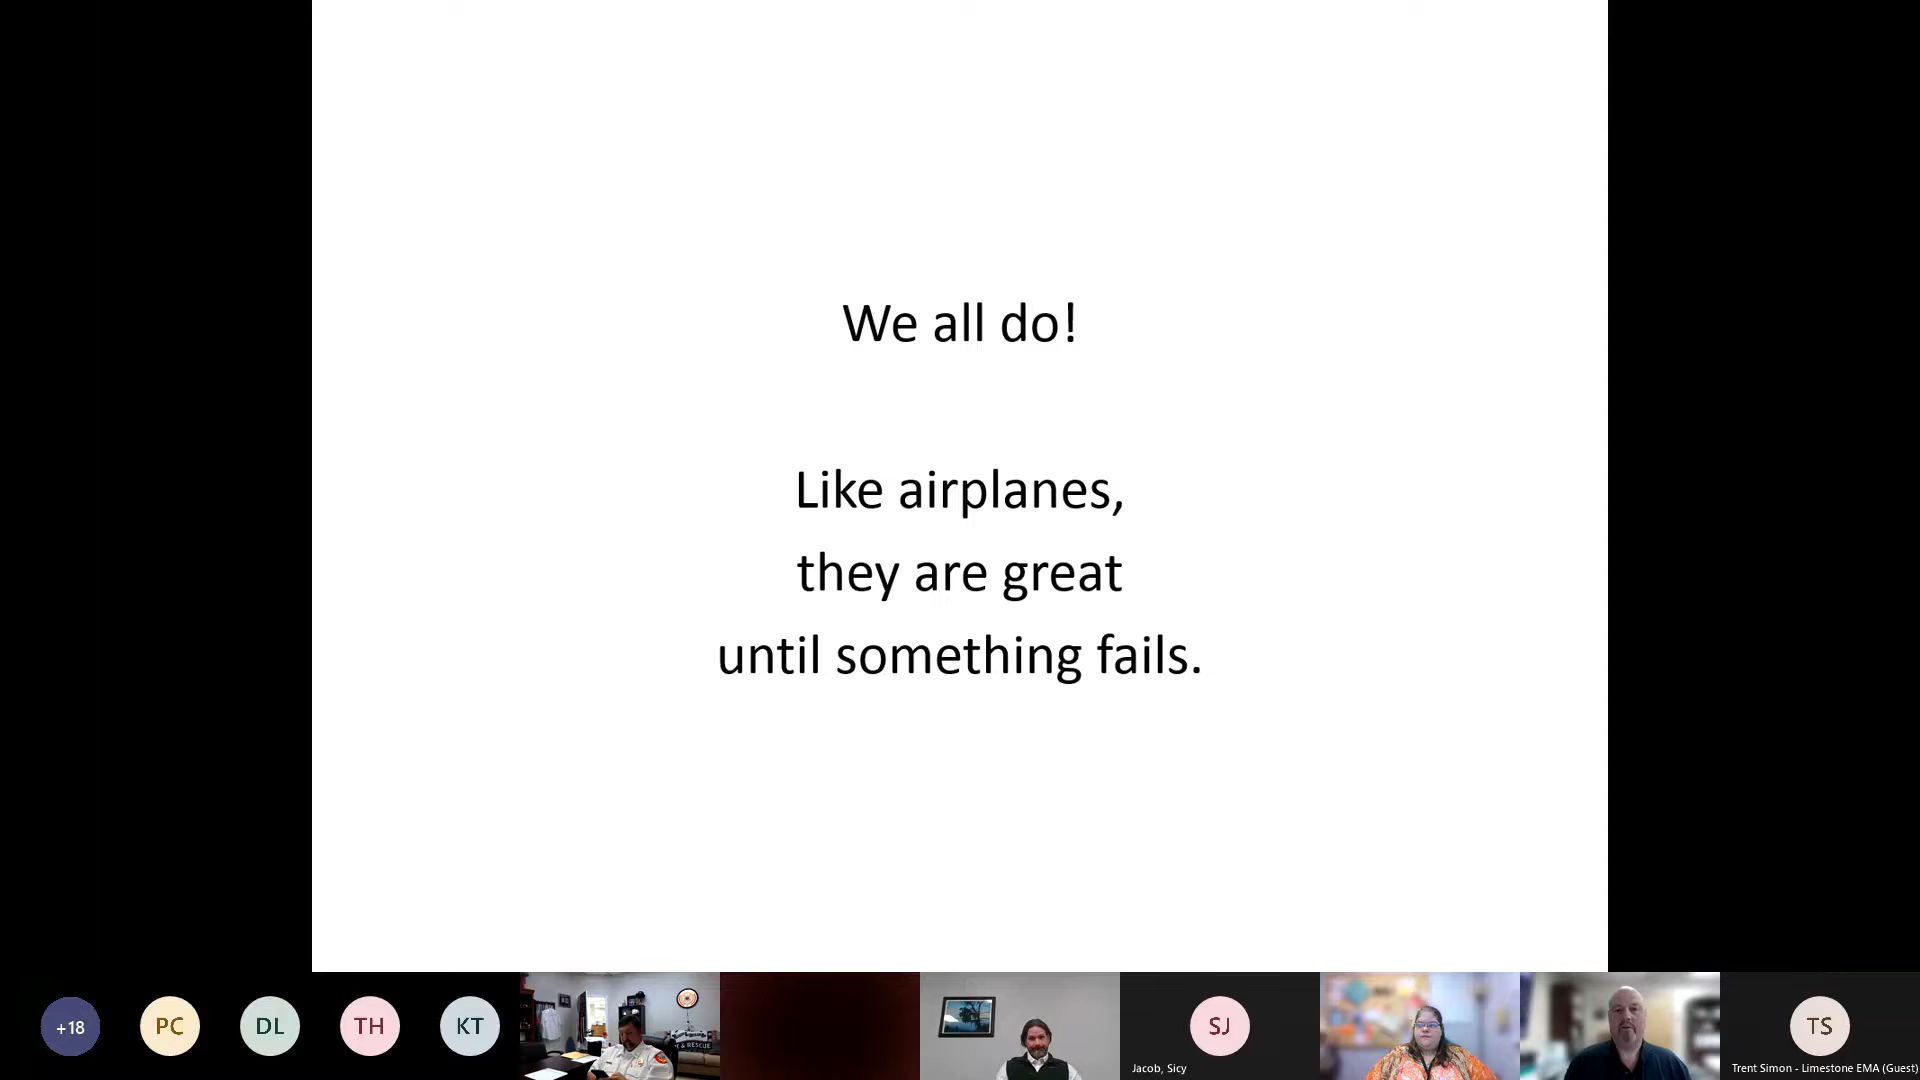 We all do!
Like airplanes,
they are great
until something fails.
+18
PC
DL
TH
KT
& RESCUE
SJ
Jacob, Sicy
TS
Trent Simon - Limestone EMA (Guest)